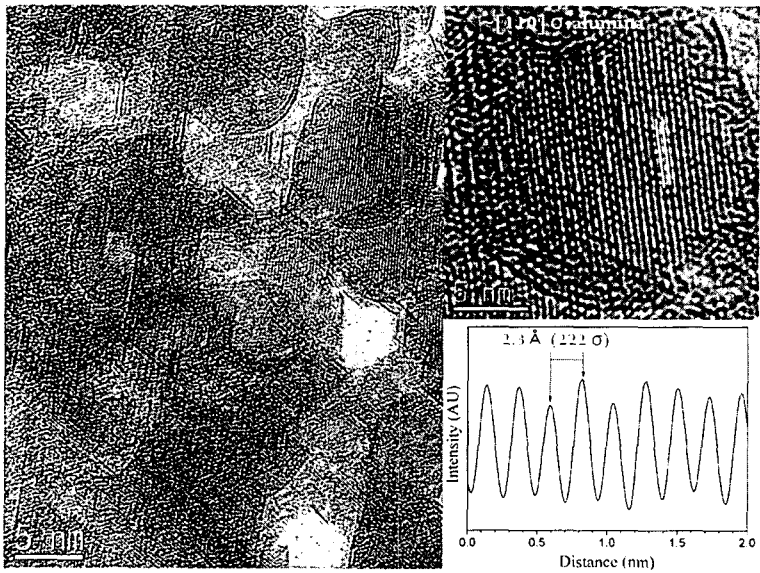 5 nm
~[110] σ-alumina
5 nm
2.3 Å (222 σ)
Intensity (AU)
0.0 0.5 1.0 1.5 2.0
Distance (nm)